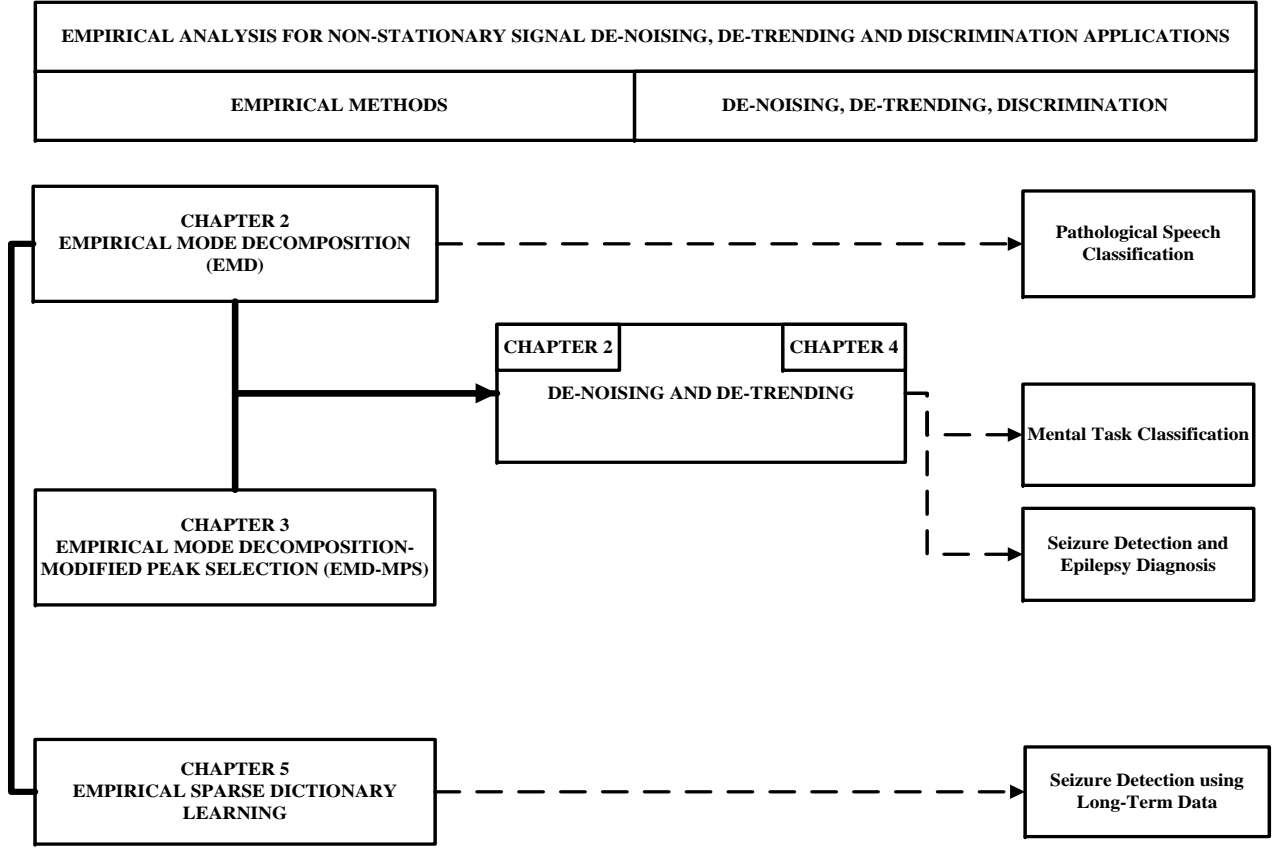 EMPIRICAL ANALYSIS FOR NON-STATIONARY SIGNAL DE-NOISING, DE-TRENDING AND DISCRIMINATION APPLICATIONS
EMPIRICAL METHODS
DE-NOISING, DE-TRENDING, DISCRIMINATION
CHAPTER 2
EMPIRICAL MODE DECOMPOSITION
(EMD)
Pathological Speech
Classification
CHAPTER 2
CHAPTER 4
DE-NOISING AND DE-TRENDING
Mental Task Classification
CHAPTER 3
EMPIRICAL MODE DECOMPOSITION-
MODIFIED PEAK SELECTION (EMD-MPS)
Seizure Detection and
Epilepsy Diagnosis
CHAPTER 5
EMPIRICAL SPARSE DICTIONARY
LEARNING
Seizure Detection using
Long-Term Data